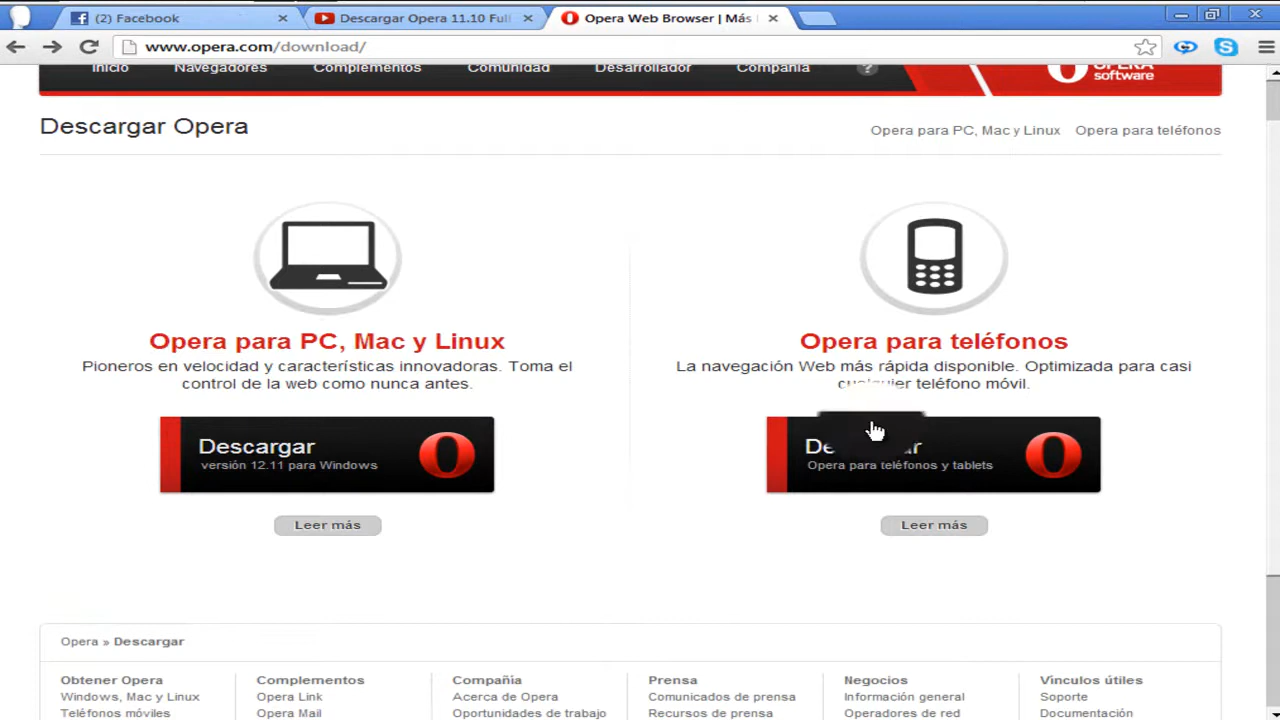 (2) Facebook
Descargar Opera 11.10 Full
Opera Web Browser | Más
www.opera.com/download/
Inicio
Navegadores
Complementos
Comunidad
Desarrollador
Compañía
?
OPERA
software
Descargar Opera
Opera para PC, Mac y Linux
Opera para teléfonos
Opera para PC, Mac y Linux
Pioneros en velocidad y características innovadoras. Toma el
control de la web como nunca antes.
Descargar
versión 12.11 para Windows
Leer más
Opera para teléfonos
La navegación Web más rápida disponible. Optimizada para casi
cualquier teléfono móvil.
Descargar
Opera para teléfonos y tablets
Leer más
Opera » Descargar
Obtener Opera
Windows, Mac y Linux
Teléfonos móviles
Complementos
Opera Link
Opera Mail
Compañía
Acerca de Opera
Oportunidades de trabajo
Prensa
Comunicados de prensa
Recursos de prensa
Negocios
Información general
Operadores de red
Vínculos útiles
Soporte
Documentación